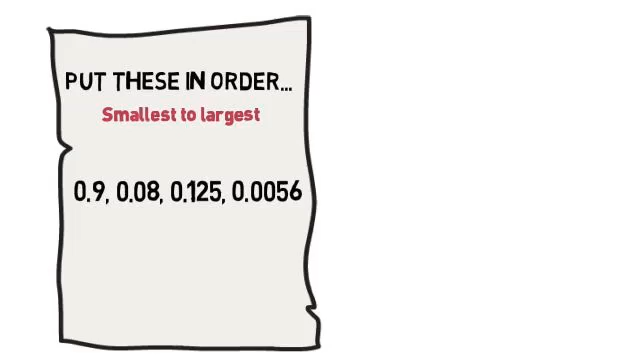 PUT THESE IN ORDER...
Smallest to largest
0.9, 0.08, 0.125, 0.0056